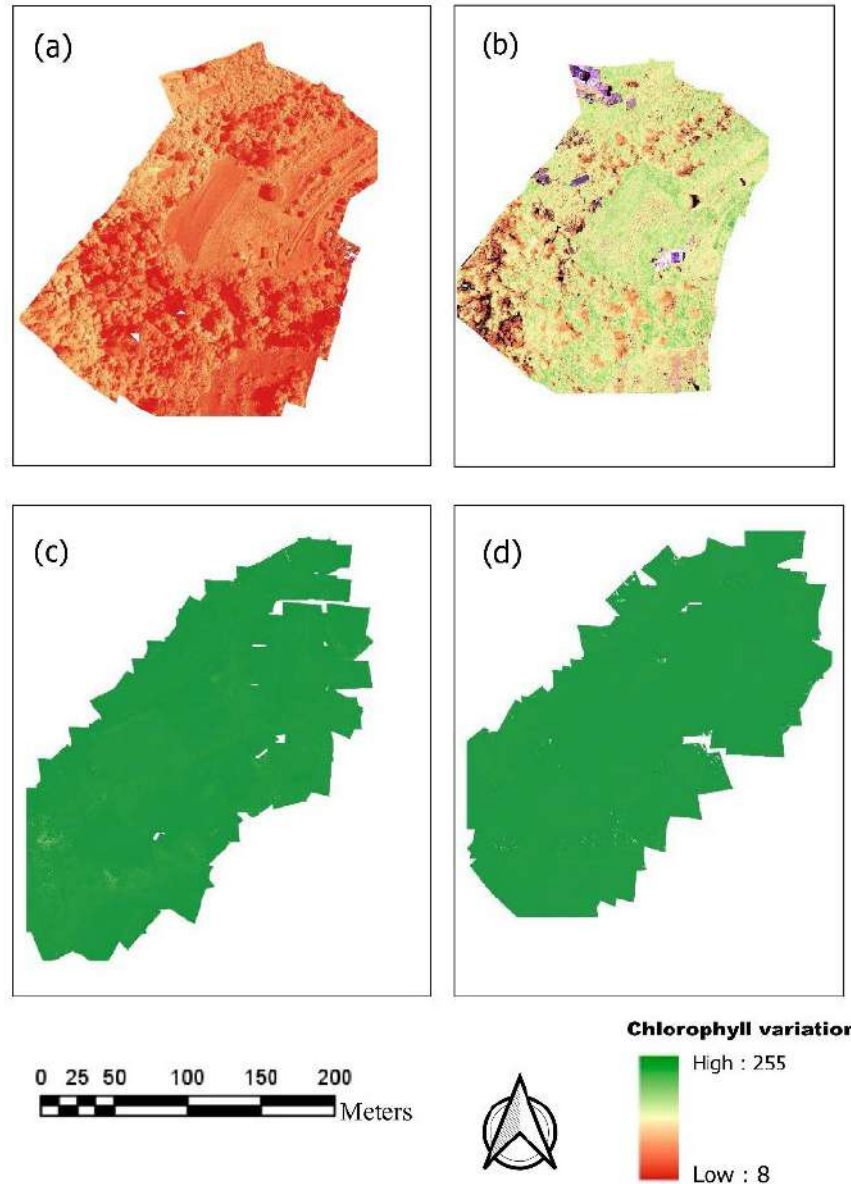 (a)
(b)
(c)
(d)
Chlorophyll variation
High : 255
Low : 8
0 25 50 100 150 200
Meters